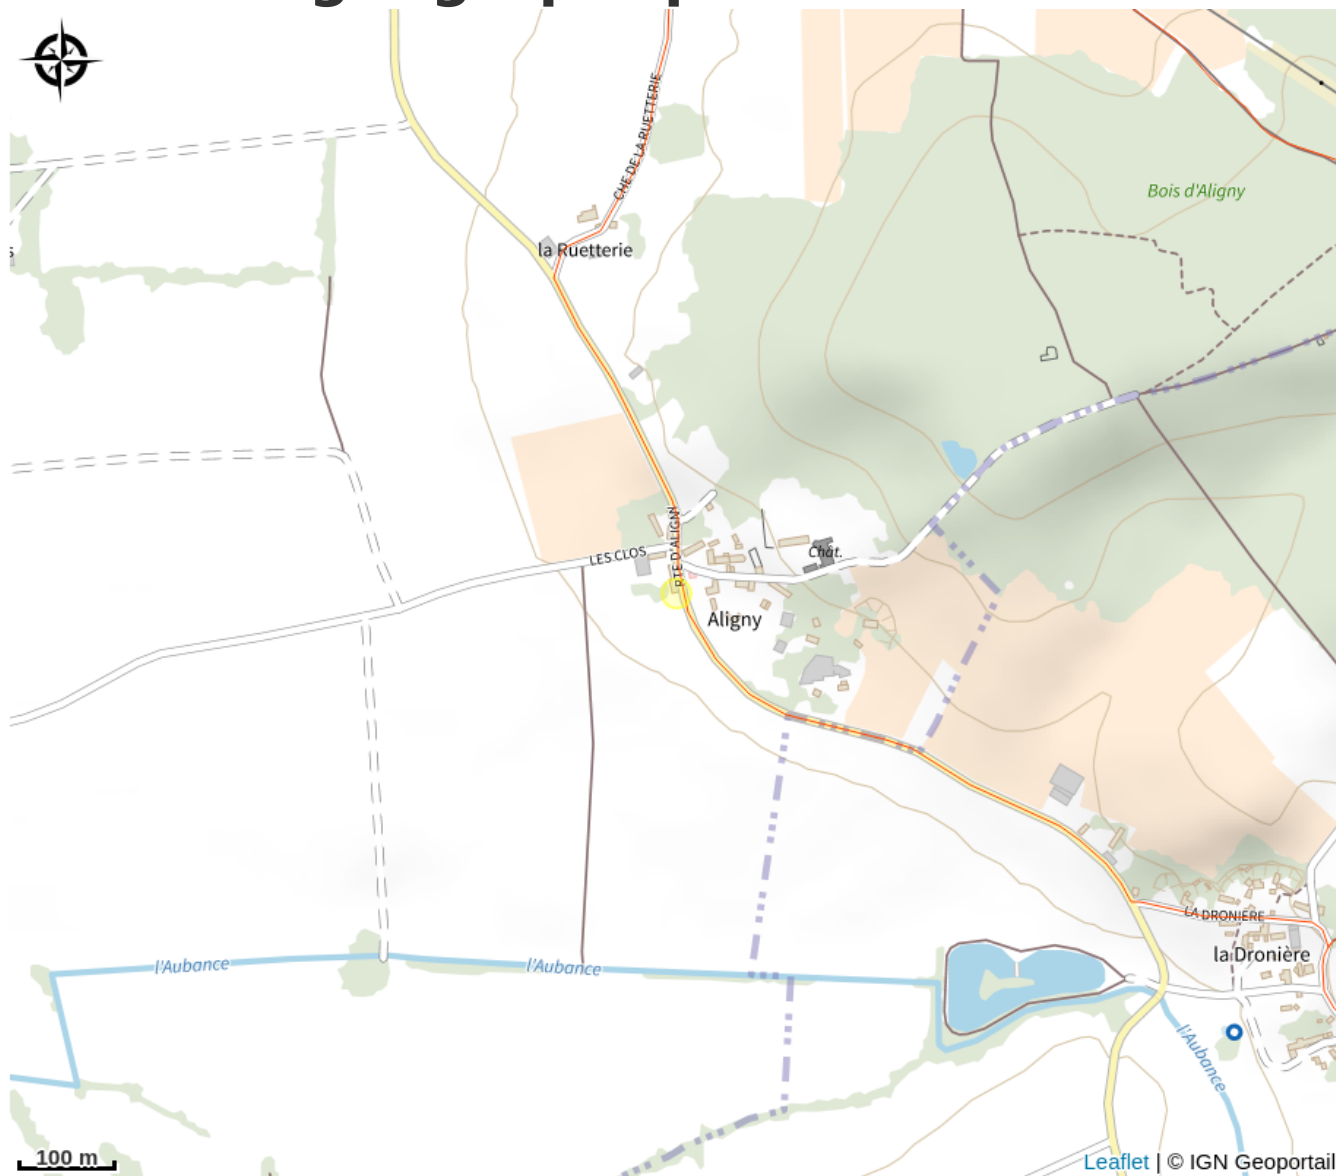 CHE DE LA RUETTERIE
Bois d'Aligny
la Ruetterie
RTE D'ALIGNY
LES CLOS
Chât.
Aligny
LA DRONIERE
la Dronière
l'Aubance
l'Aubance
l'Aubance
100 m
Leaflet | © IGN Geoportail